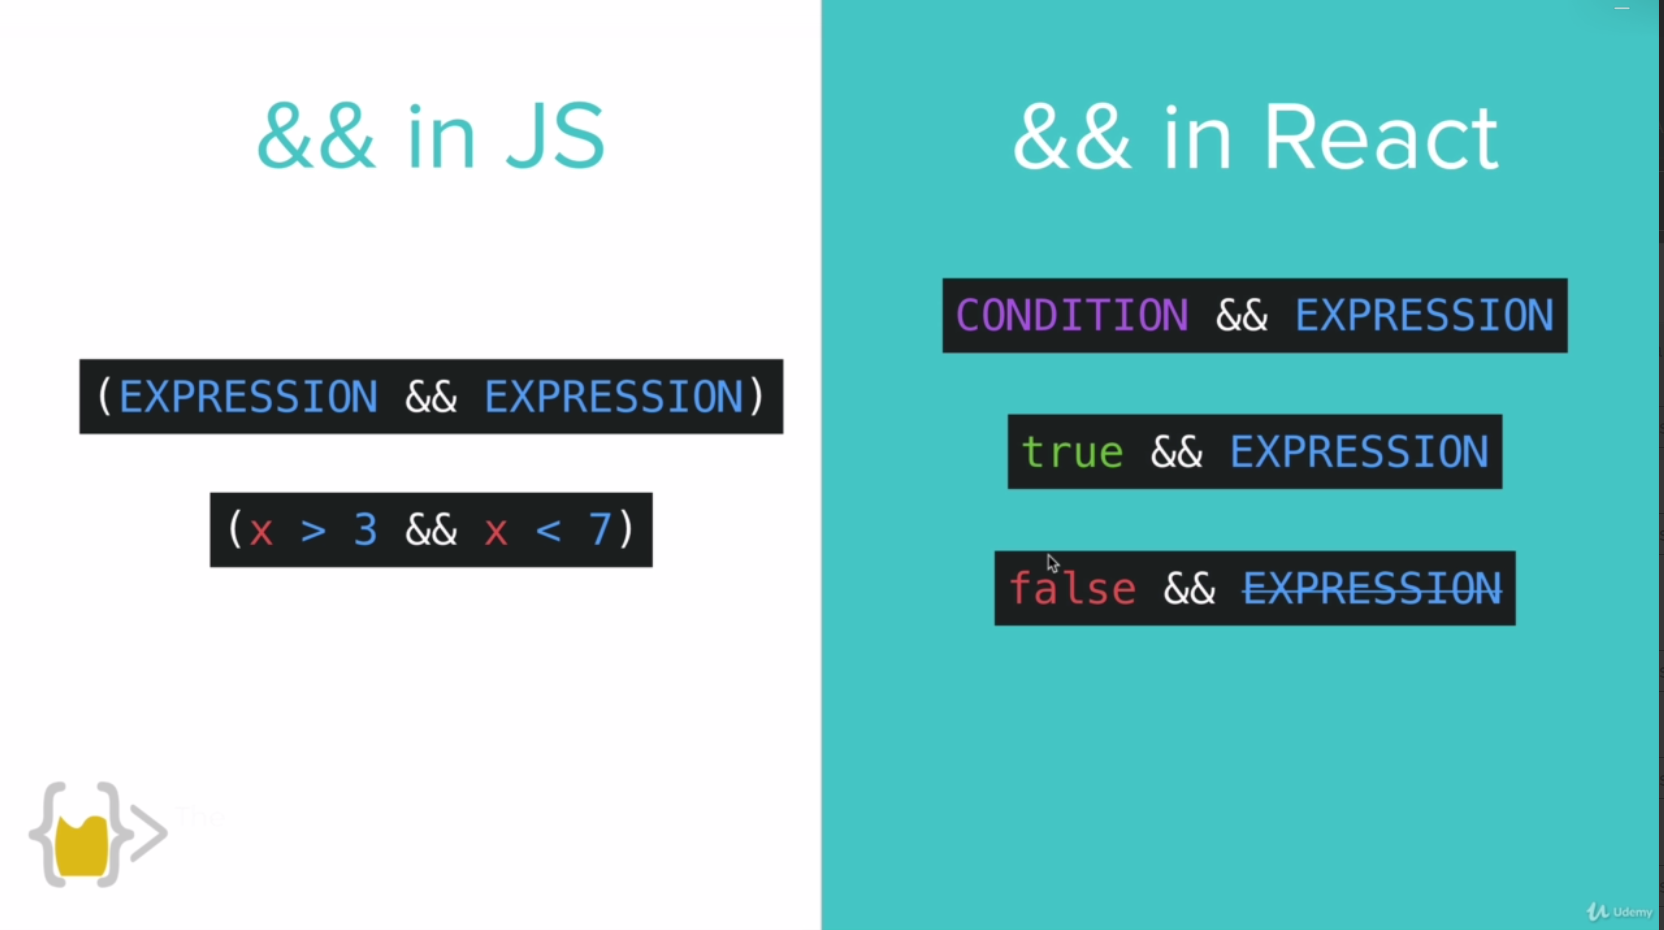 && in JS
(EXPRESSION && EXPRESSION)
(x > 3 && x < 7)
&& in React
CONDITION && EXPRESSION
true && EXPRESSION
false && EXPRESSION
Udemy